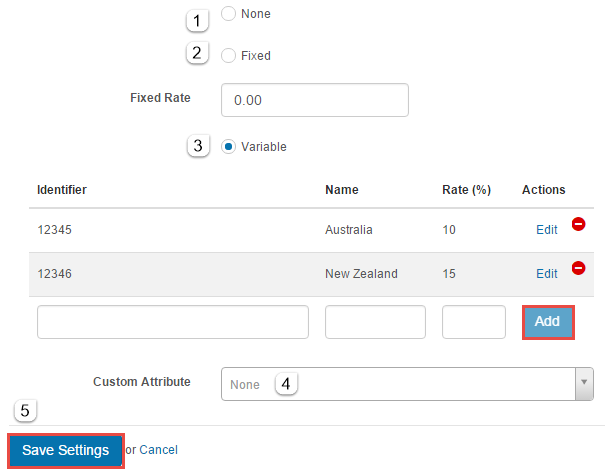 1 None
2 Fixed
Fixed Rate 0.00
3 Variable
Identifier Name Rate (%) Actions
12345 Australia 10 Edit
12346 New Zealand 15 Edit
Add
Custom Attribute None 4
5
Save Settings or Cancel